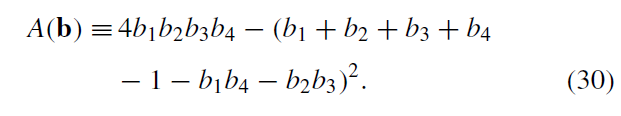 A(b) ≡ 4b₁b₂b₃b₄ − (b₁ + b₂ + b₃ + b₄
− 1 − b₁b₄ − b₂b₃)². (30)